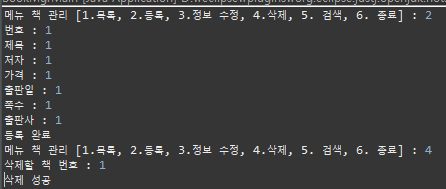 메뉴 책 관리 [1.목록, 2.등록, 3.정보 수정, 4.삭제, 5. 검색, 6. 종료] : 2
번호 : 1
제목 : 1
저자 : 1
가격 : 1
출판일 : 1
쪽수 : 1
출판사 : 1
등록 완료
메뉴 책 관리 [1.목록, 2.등록, 3.정보 수정, 4.삭제, 5. 검색, 6. 종료] : 4
삭제할 책 번호 : 1
삭제 성공